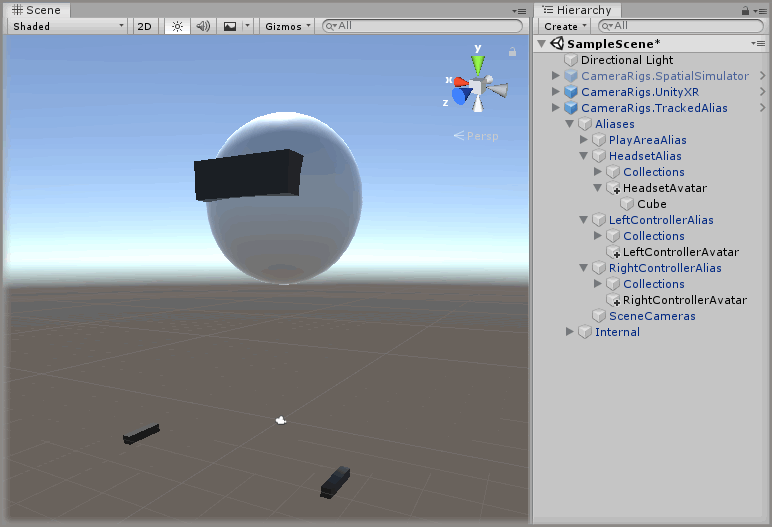 Scene
Shaded
2D
Gizmos
All
y
x
z
Persp
Hierarchy
Create
All
SampleScene*
Directional Light
CameraRigs.SpatialSimulator
CameraRigs.UnityXR
CameraRigs.TrackedAlias
Aliases
PlayAreaAlias
HeadsetAlias
Collections
HeadsetAvatar
Cube
LeftControllerAlias
Collections
LeftControllerAvatar
RightControllerAlias
Collections
RightControllerAvatar
SceneCameras
Internal